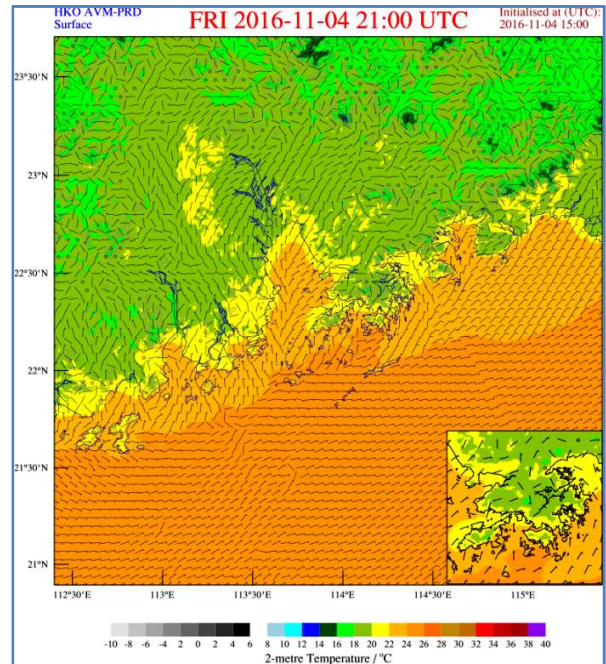 HKO AVM-PRD
Surface
FRI 2016-11-04 21:00 UTC
Initialised at (UTC):
2016-11-04 15:00
23°30'N
23°N
22°30'N
22°N
21°30'N
21°N
112°30'E 113°E 113°30'E 114°E 114°30'E 115°E
-10 -8 -6 -4 -2 0 2 4 6 8 10 12 14 16 18 20 22 24 26 28 30 32 34 36 38 40
2-metre Temperature / °C